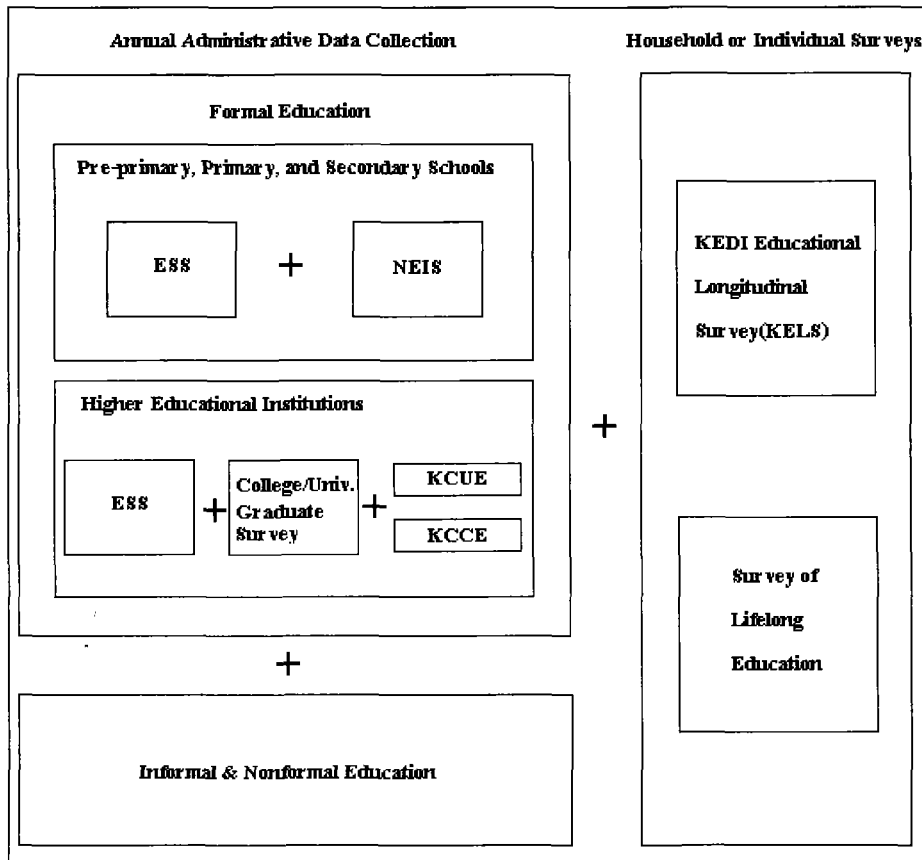 Annual Administrative Data Collection
Formal Education
Pre-primary, Primary, and Secondary Schools
ESS
+
NEIS
Higher Educational Institutions
ESS
+
College/Univ.
Graduate
Survey
+
KCUE
KCCE
+
Informal & Nonformal Education
+
Household or Individual Surveys
KEDI Educational
Longitudinal
Survey(KELS)
Survey of
Lifelong
Education